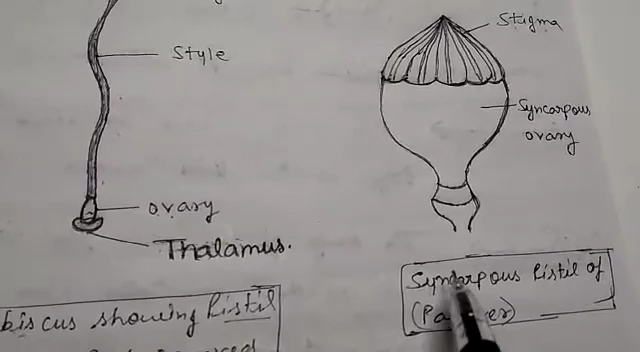 Stigma
Style
Syncarpous
ovary
ovary
Thalamus.
Syncarpous Pistil of
biscus showing Pistil